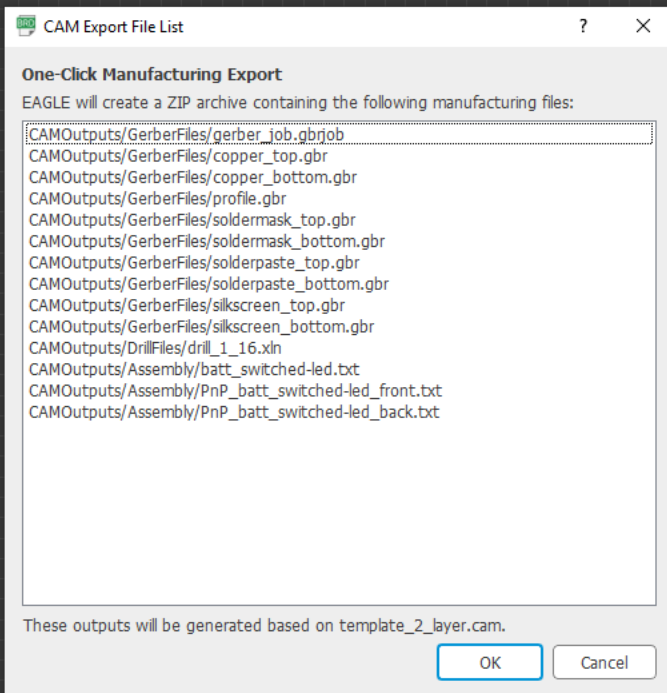 BRD
CAM Export File List
?
One-Click Manufacturing Export
EAGLE will create a ZIP archive containing the following manufacturing files:
CAMOutputs/GerberFiles/gerber_job.gbrjob
CAMOutputs/GerberFiles/copper_top.gbr
CAMOutputs/GerberFiles/copper_bottom.gbr
CAMOutputs/GerberFiles/profile.gbr
CAMOutputs/GerberFiles/soldermask_top.gbr
CAMOutputs/GerberFiles/soldermask_bottom.gbr
CAMOutputs/GerberFiles/solderpaste_top.gbr
CAMOutputs/GerberFiles/solderpaste_bottom.gbr
CAMOutputs/GerberFiles/silkscreen_top.gbr
CAMOutputs/GerberFiles/silkscreen_bottom.gbr
CAMOutputs/DrillFiles/drill_1_16.xln
CAMOutputs/Assembly/batt_switched-led.txt
CAMOutputs/Assembly/PnP_batt_switched-led_front.txt
CAMOutputs/Assembly/PnP_batt_switched-led_back.txt
These outputs will be generated based on template_2_layer.cam.
OK
Cancel